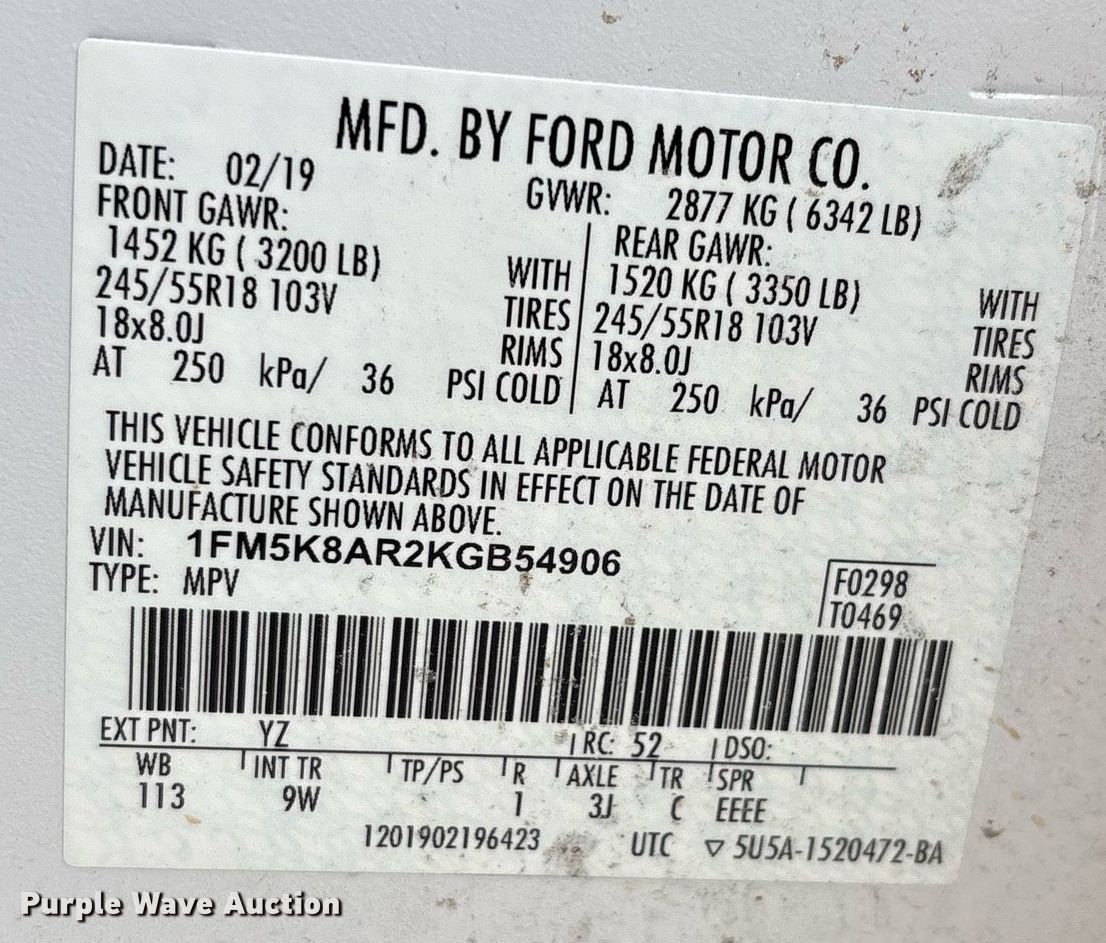 MFD. BY FORD MOTOR CO.
DATE: 02/19 GVWR: 2877 KG ( 6342 LB)
FRONT GAWR: REAR GAWR:
1452 KG ( 3200 LB) WITH 1520 KG ( 3350 LB) WITH
245/55R18 103V TIRES 245/55R18 103V TIRES
18x8.0J RIMS 18x8.0J RIMS
AT 250 kPa/ 36 PSI COLD AT 250 kPa/ 36 PSI COLD
THIS VEHICLE CONFORMS TO ALL APPLICABLE FEDERAL MOTOR
VEHICLE SAFETY STANDARDS IN EFFECT ON THE DATE OF
MANUFACTURE SHOWN ABOVE.
VIN: 1FM5K8AR2KGB54906
TYPE: MPV
F0298
T0469
EXT PNT: YZ RC: 52 DSO:
WB INT TR TP/PS R AXLE TR SPR
113 9W 1 3J C EEEE
1201902196423 UTC ▽ 5U5A-1520472-BA
Purple Wave Auction